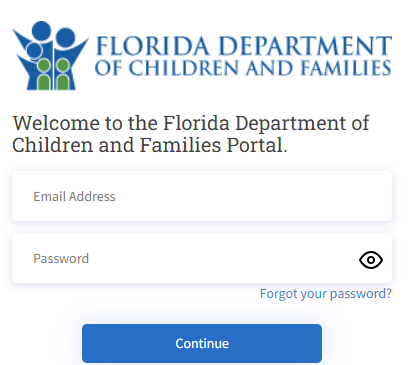 FLORIDA DEPARTMENT
OF CHILDREN AND FAMILIES
Welcome to the Florida Department of
Children and Families Portal.
Email Address
Password
Forgot your password?
Continue